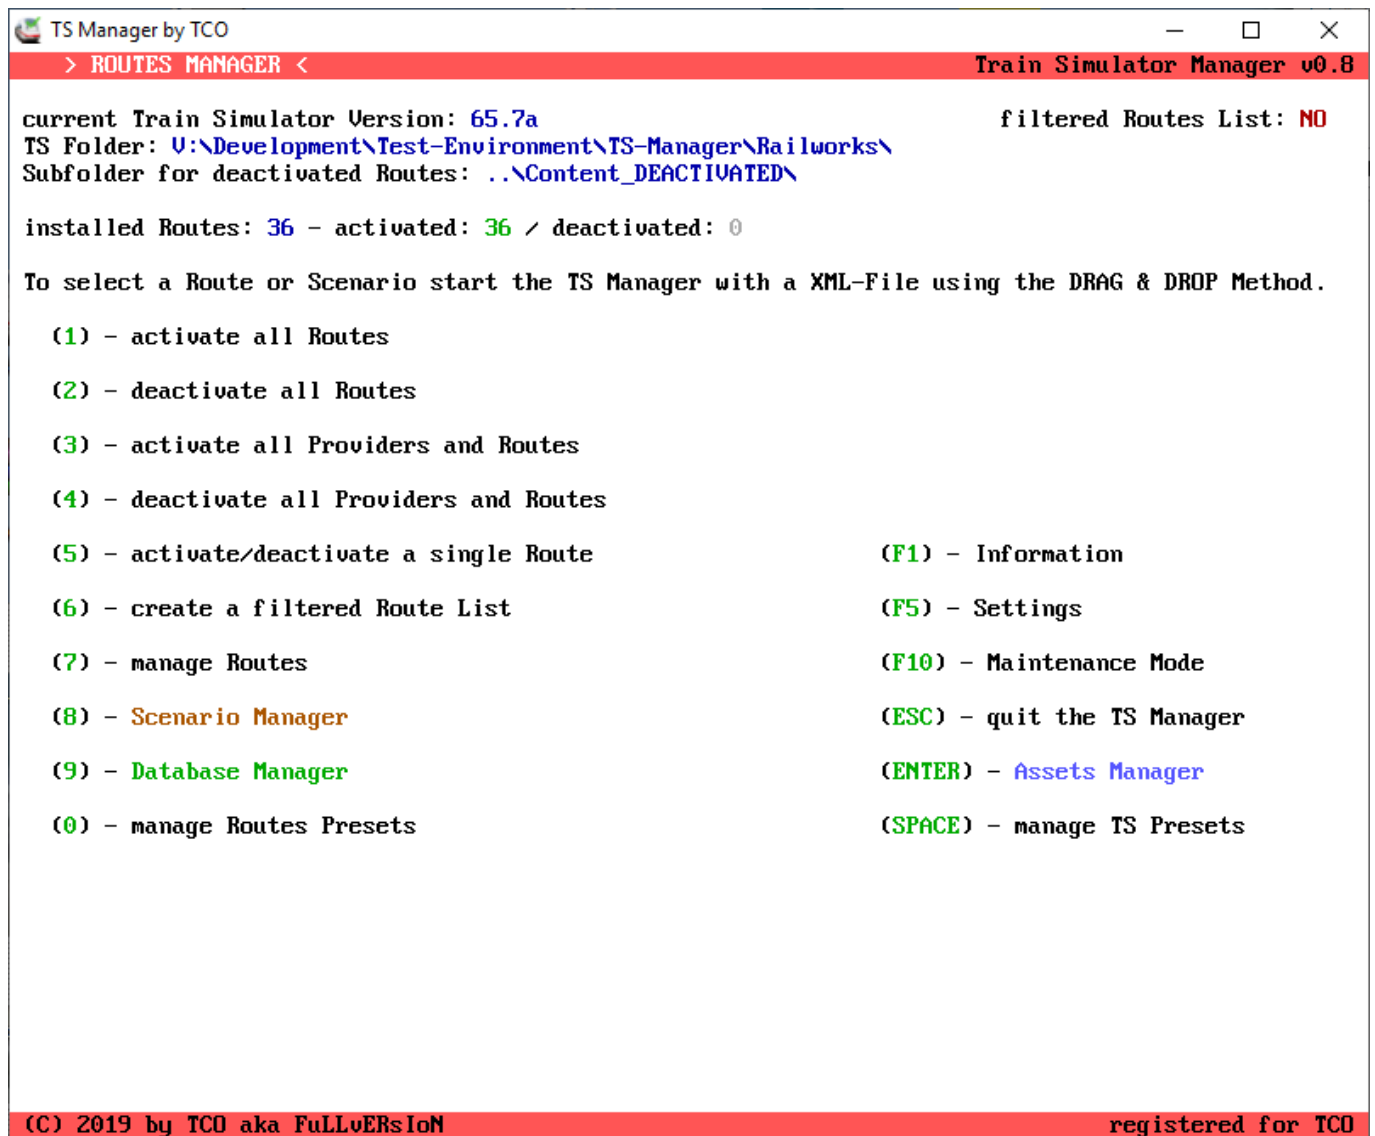 TS Manager by TCO
> ROUTES MANAGER < Train Simulator Manager v0.8
current Train Simulator Version: 65.7a filtered Routes List: NO
TS Folder: V:\Development\Test-Environment\TS-Manager\Railworks\
Subfolder for deactivated Routes: ..\Content_DEACTIVATED\
installed Routes: 36 - activated: 36 / deactivated: 0
To select a Route or Scenario start the TS Manager with a XML-File using the DRAG & DROP Method.
(1) - activate all Routes
(2) - deactivate all Routes
(3) - activate all Providers and Routes
(4) - deactivate all Providers and Routes
(5) - activate/deactivate a single Route (F1) - Information
(6) - create a filtered Route List (F5) - Settings
(7) - manage Routes (F10) - Maintenance Mode
(8) - Scenario Manager (ESC) - quit the TS Manager
(9) - Database Manager (ENTER) - Assets Manager
(0) - manage Routes Presets (SPACE) - manage TS Presets
(C) 2019 by TCO aka FuLLvERsIoN registered for TCO